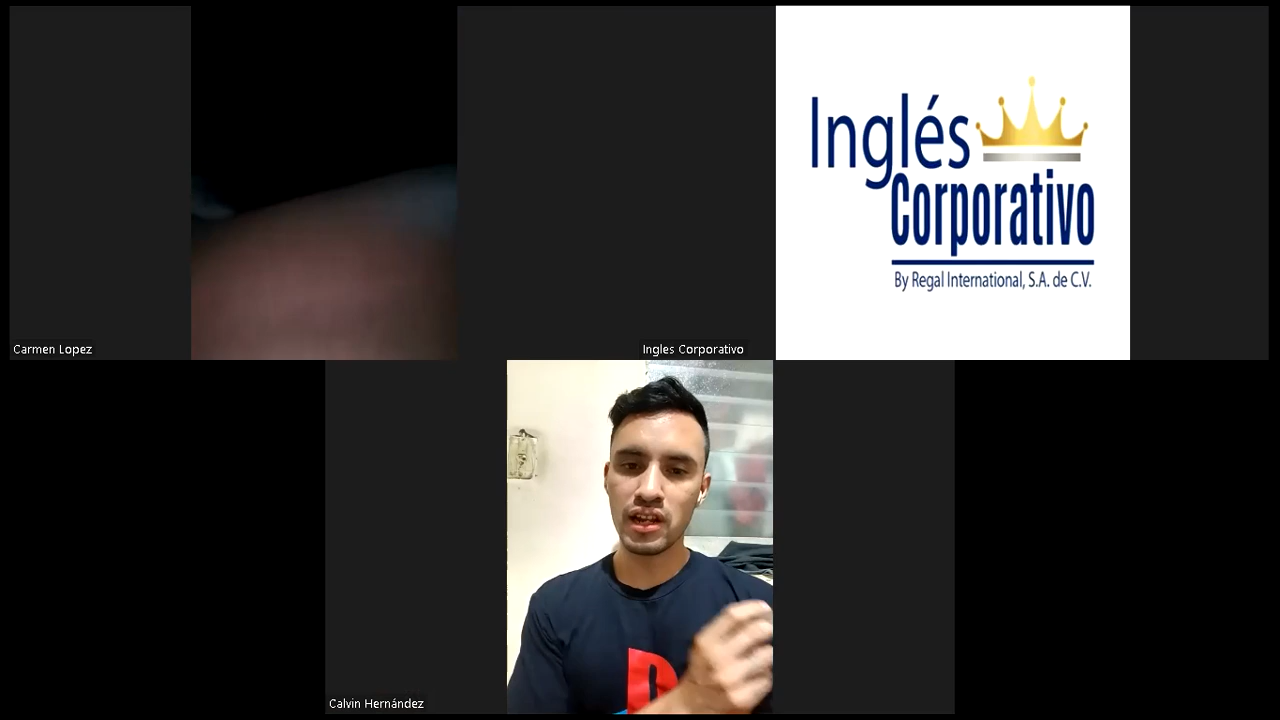 Inglés
Corporativo
By Regal International, S.A. de C.V.
Carmen Lopez
Ingles Corporativo
Calvin Hernández